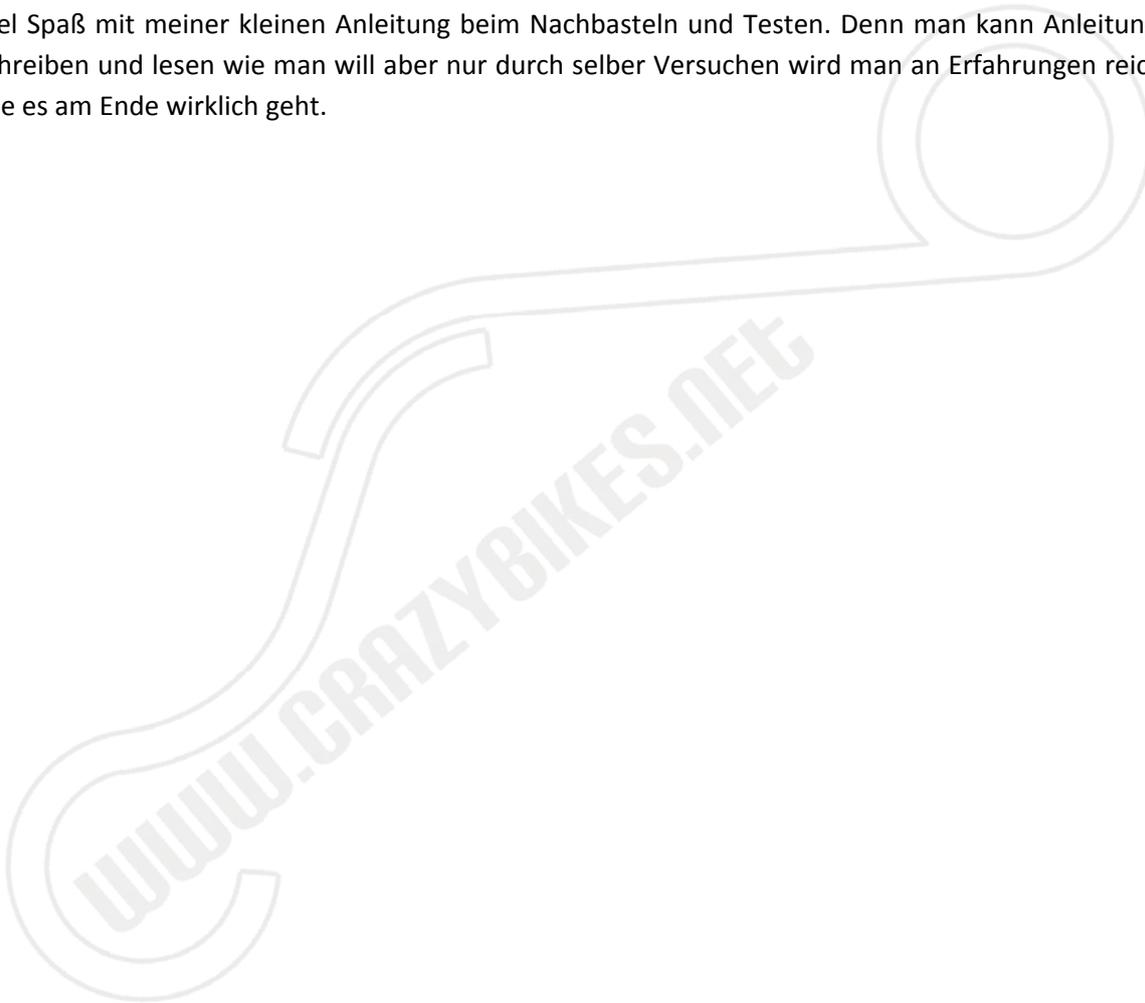 el Spaß mit meiner kleinen Anleitung beim Nachbasteln und Testen. Denn man kann Anleitun
hreiben und lesen wie man will aber nur durch selber Versuchen wird man an Erfahrungen reic
e es am Ende wirklich geht.
WWW.CRAZYBIKES.NET